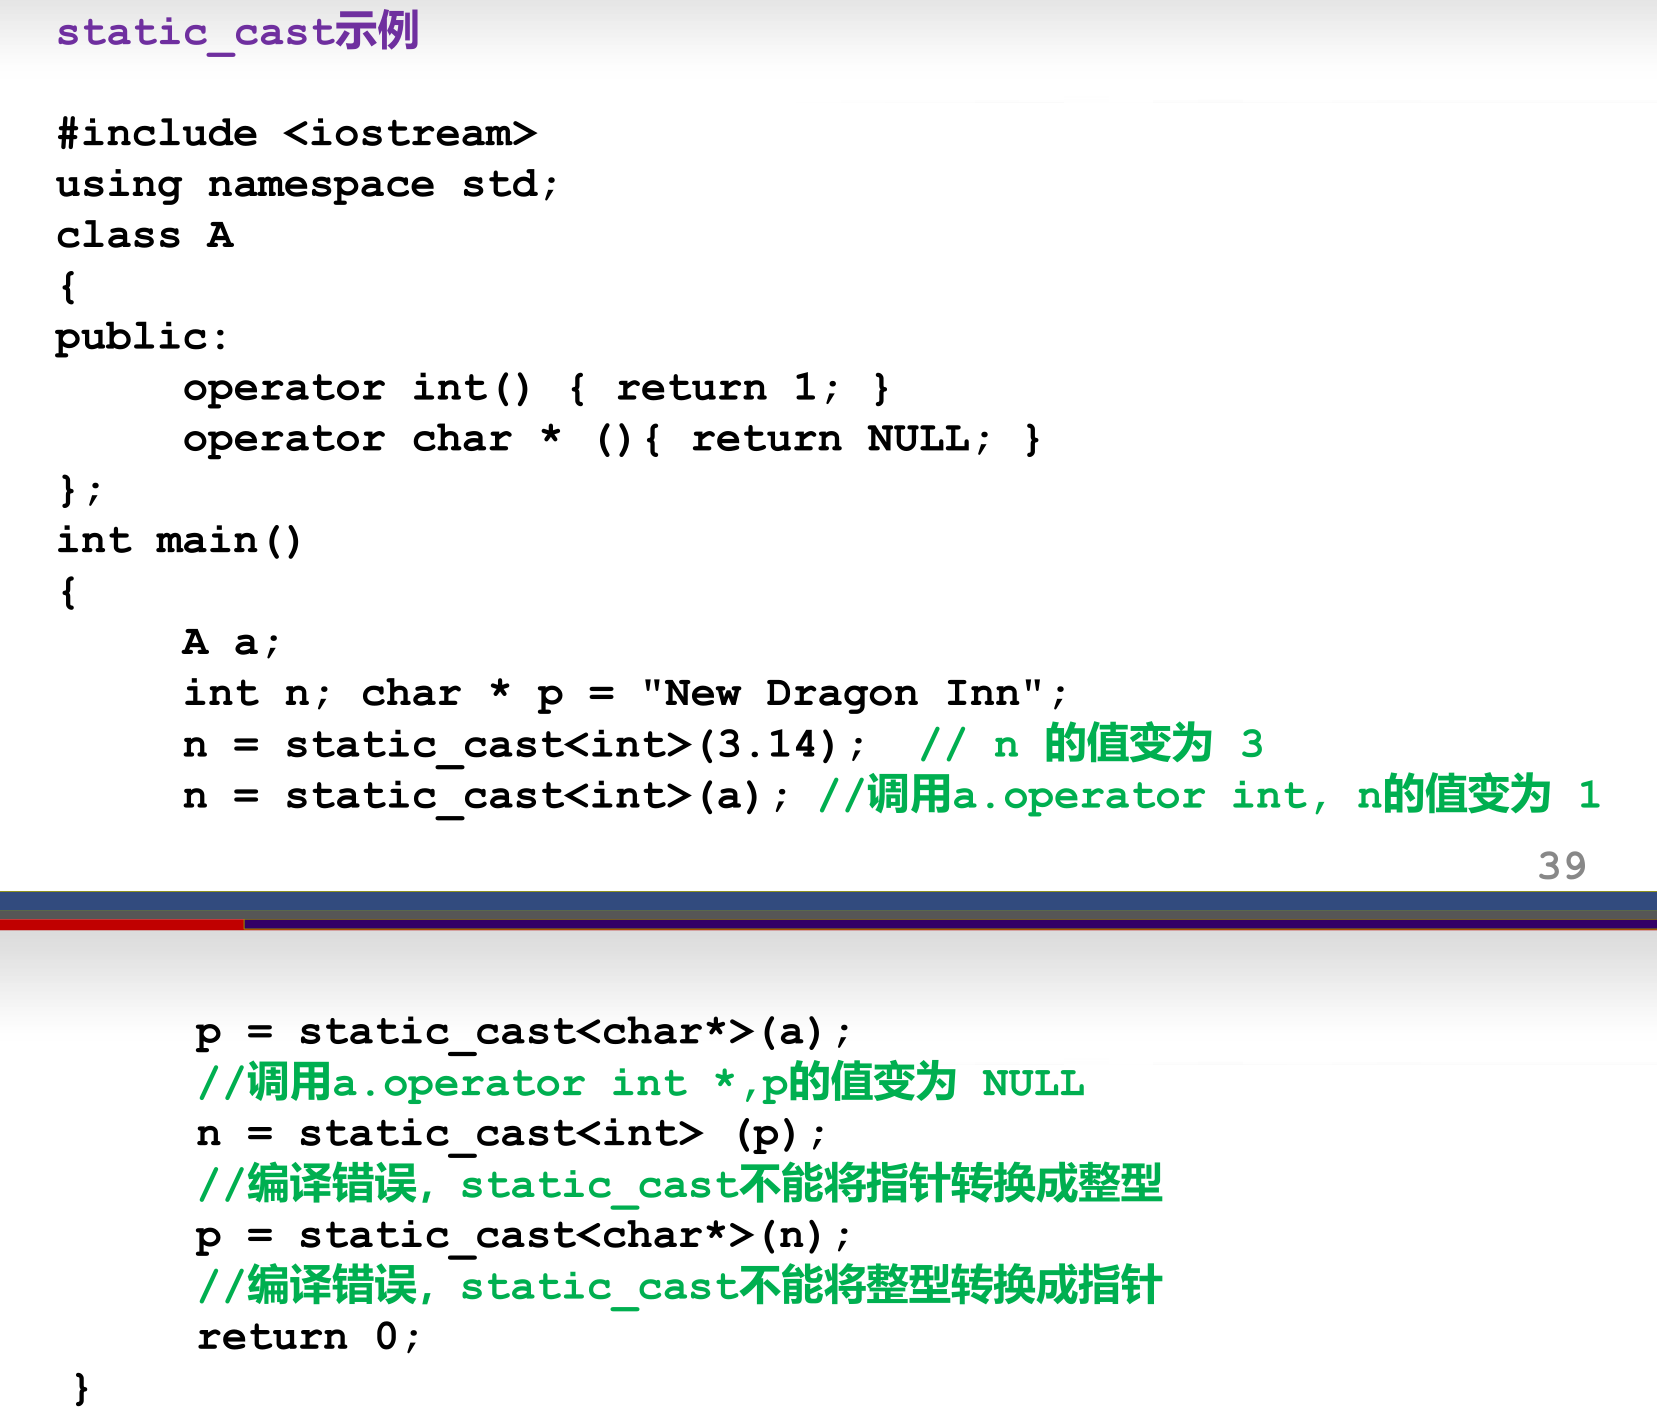 static_cast示例
#include <iostream>
using namespace std;
class A
{
public:
operator int() { return 1; }
operator char * (){ return NULL; }
};
int main()
{
A a;
int n; char * p = "New Dragon Inn";
n = static_cast<int>(3.14); // n 的值变为 3
n = static_cast<int>(a); //调用a.operator int, n的值变为 1
39
p = static_cast<char*>(a);
//调用a.operator int *,p的值变为 NULL
n = static_cast<int> (p);
//编译错误，static_cast不能将指针转换成整型
p = static_cast<char*>(n);
//编译错误，static_cast不能将整型转换成指针
return 0;
}